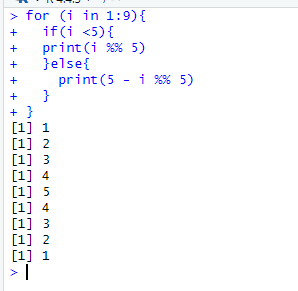 > for (i in 1:9){
+   if(i <5){
+   print(i %% 5)
+   }else{
+     print(5 - i %% 5)
+   }
+ }
[1] 1
[1] 2
[1] 3
[1] 4
[1] 5
[1] 4
[1] 3
[1] 2
[1] 1
>